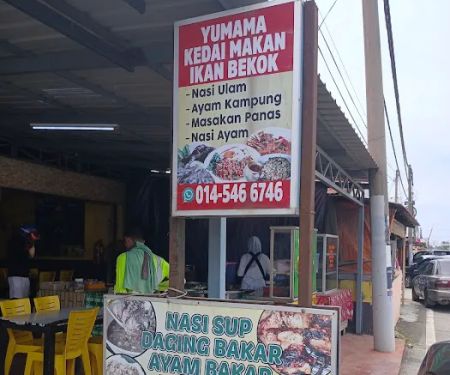 YUMAMA
KEDAI MAKAN
IKAN BEKOK
- Nasi Ulam
- Ayam Kampung
- Masakan Panas
- Nasi Ayam
014-546 6746
NASI SUP
DAGING BAKAR
AYAM BAKAR